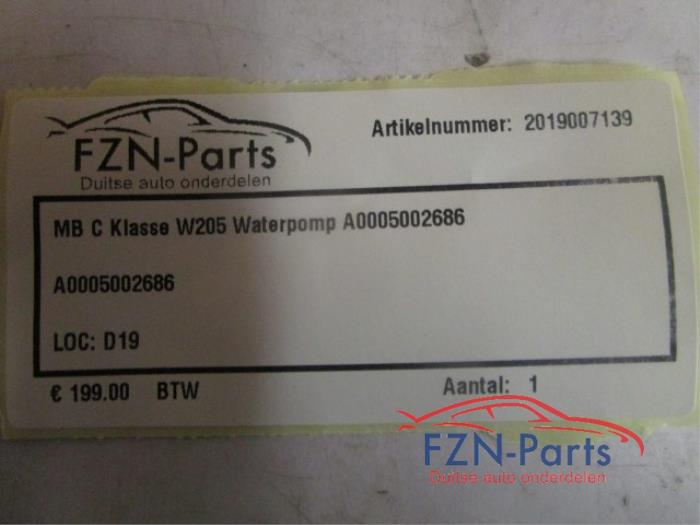 FZN-Parts
Duitse auto onderdelen
Artikelnummer: 2019007139
MB C Klasse W205 Waterpomp A0005002686
A0005002686
LOC: D19
€ 199.00 BTW
Aantal: 1
FZN-Parts
Duitse auto onderdelen